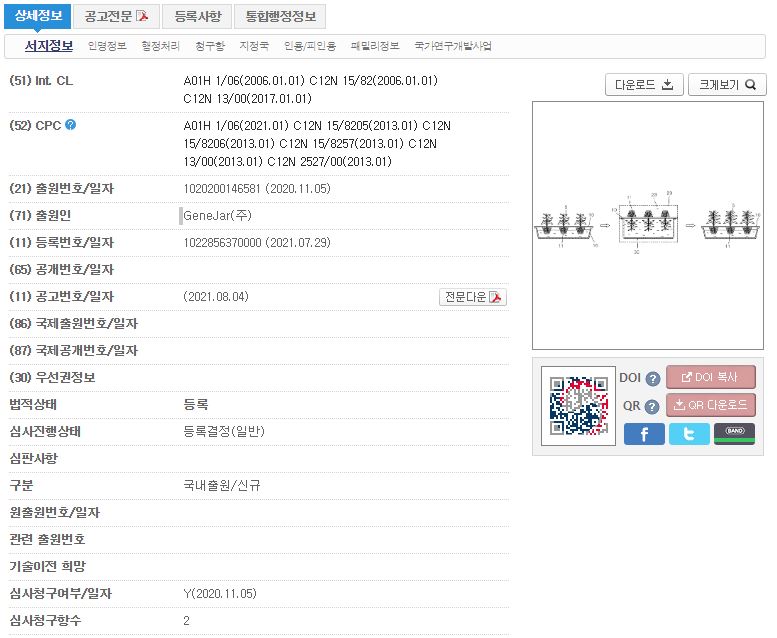 상세정보 공고전문 등록사항 통합행정정보
서지정보 인명정보 행정처리 청구항 지정국 인용/피인용 패밀리정보 국가연구개발사업
(51) Int. CL A01H 1/06(2006.01.01) C12N 15/82(2006.01.01)
C12N 13/00(2017.01.01)
다운로드 크게보기
(52) CPC ? A01H 1/06(2021.01) C12N 15/8205(2013.01) C12N
15/8206(2013.01) C12N 15/8257(2013.01) C12N
13/00(2013.01) C12N 2527/00(2013.01)
(21) 출원번호/일자 1020200146581 (2020.11.05)
(71) 출원인 GeneJar(주)
(11) 등록번호/일자 1022856370000 (2021.07.29)
(65) 공개번호/일자
(11) 공고번호/일자 (2021.08.04) 전문다운
(86) 국제출원번호/일자
(87) 국제공개번호/일자
(30) 우선권정보
DOI ? DOI 복사
법적상태 등록
QR ? QR 다운로드
심사진행상태 등록결정(일반)
BAND
심판사항
구분 국내출원/신규
원출원번호/일자
관련 출원번호
기술이전 희망
심사청구여부/일자 Y(2020.11.05)
심사청구항수 2